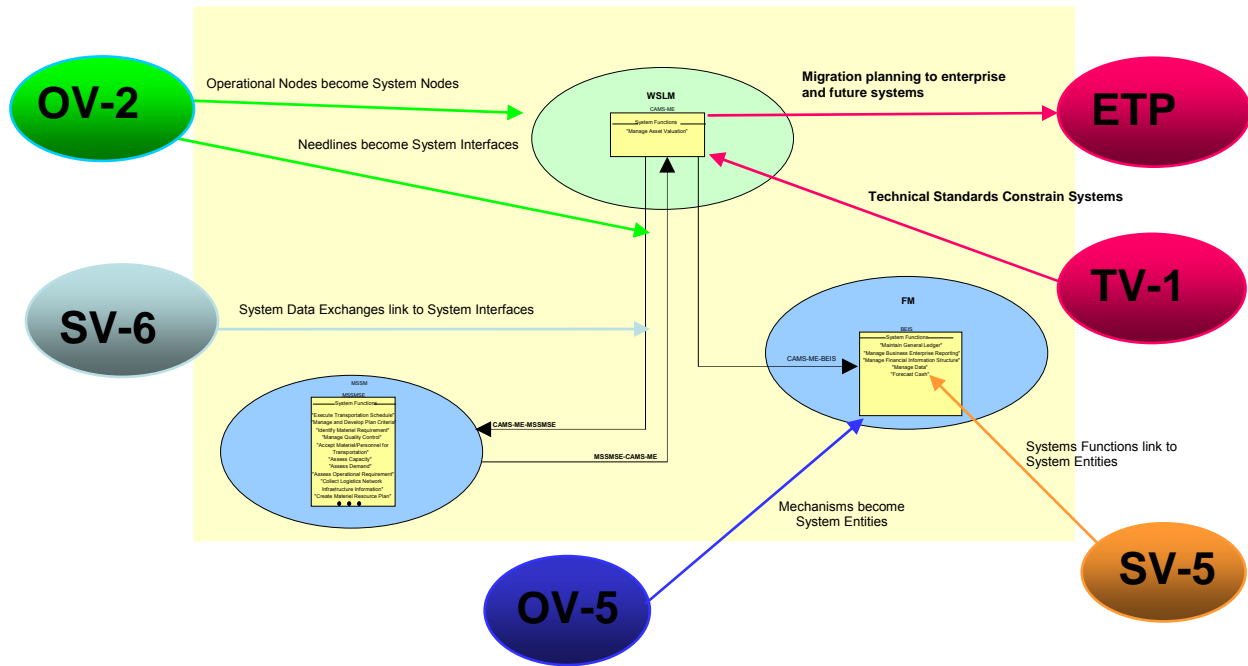 OV-2
Operational Nodes become System Nodes
Needlines become System Interfaces
WSLM
CAMS-ME
System Functions
"Manage Asset Valuation"
Migration planning to enterprise
and future systems
ETP
Technical Standards Constrain Systems
TV-1
SV-6
System Data Exchanges link to System Interfaces
FM
BEIS
System Functions
"Maintain General Ledger"
"Manage Business Enterprise Reporting"
"Manage Financial Information Structure"
"Manage Data"
"Forecast Cash"
CAMS-ME-BEIS
MSSM
MSSMSE
System Functions
"Execute Transportation Schedule"
"Manage and Develop Plan Criteria"
"Identify Materiel Requirement"
"Manage Quality Control"
"Accept Materiel/Personnel for
Transportation"
"Assess Capacity"
"Assess Demand"
"Assess Operational Requirement"
"Collect Logistics Network
Infrastructure Information"
"Create Materiel Resource Plan"
CAMS-ME-MSSMSE
MSSMSE-CAMS-ME
Systems Functions link to
System Entities
Mechanisms become
System Entities
OV-5
SV-5